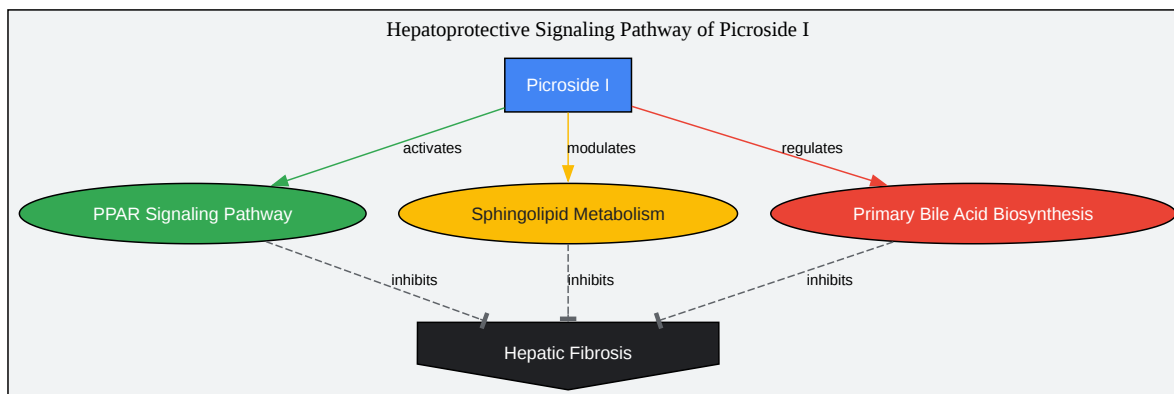 Hepatoprotective Signaling Pathway of Picroside I
Picroside I
activates
modulates
regulates
PPAR Signaling Pathway
Sphingolipid Metabolism
Primary Bile Acid Biosynthesis
inhibits
inhibits
inhibits
Hepatic Fibrosis